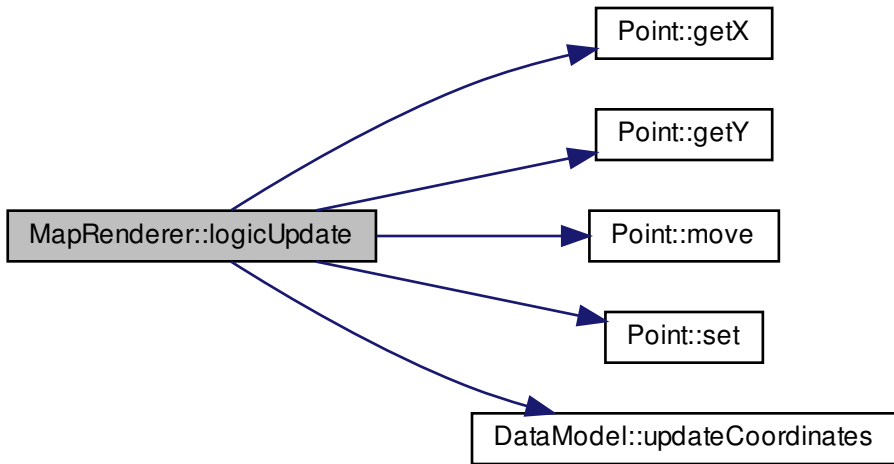 Point::getX
Point::getY
MapRenderer::logicUpdate
Point::move
Point::set
DataModel::updateCoordinates